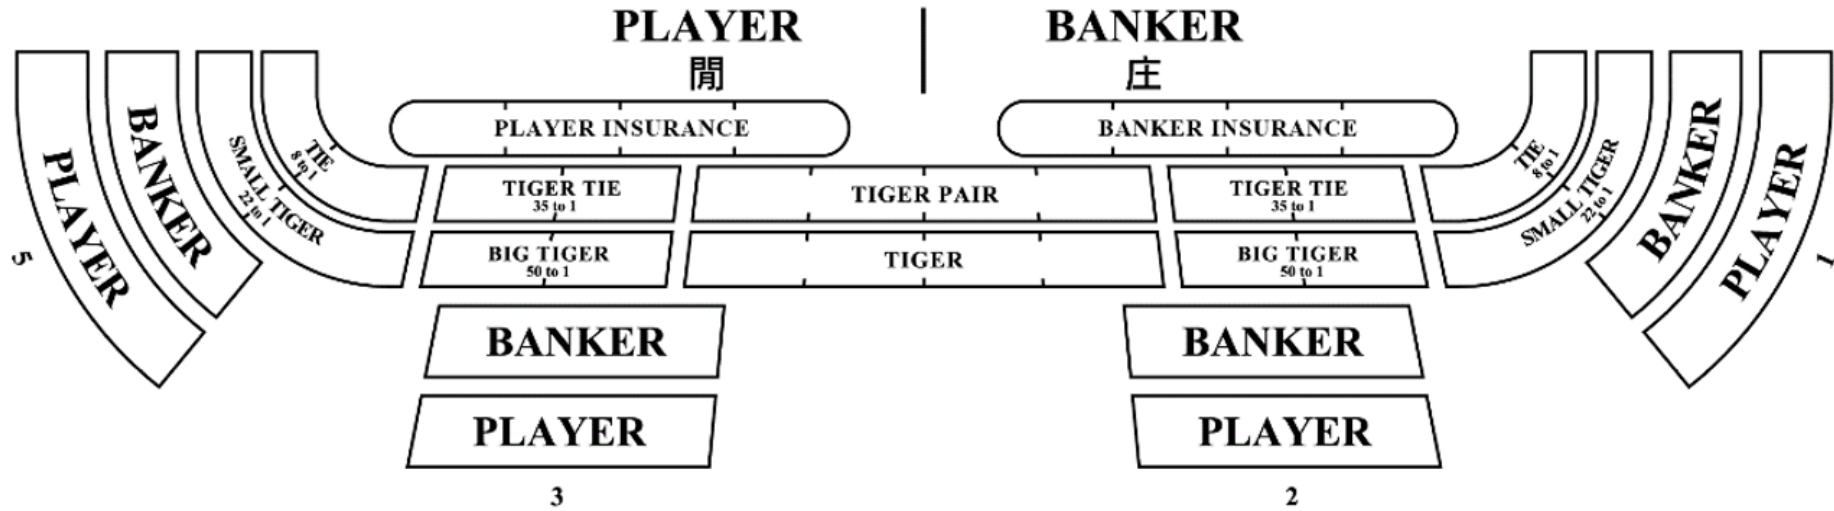 PLAYER
閒
BANKER
庄
PLAYER INSURANCE
BANKER INSURANCE
PLAYER
BANKER
SMALL TIGER
22 to 1
TIE
8 to 1
TIGER TIE
35 to 1
TIGER PAIR
TIGER TIE
35 to 1
TIE
8 to 1
SMALL TIGER
22 to 1
BANKER
PLAYER
BIG TIGER
50 to 1
TIGER
BIG TIGER
50 to 1
5
1
BANKER
BANKER
PLAYER
PLAYER
3
2